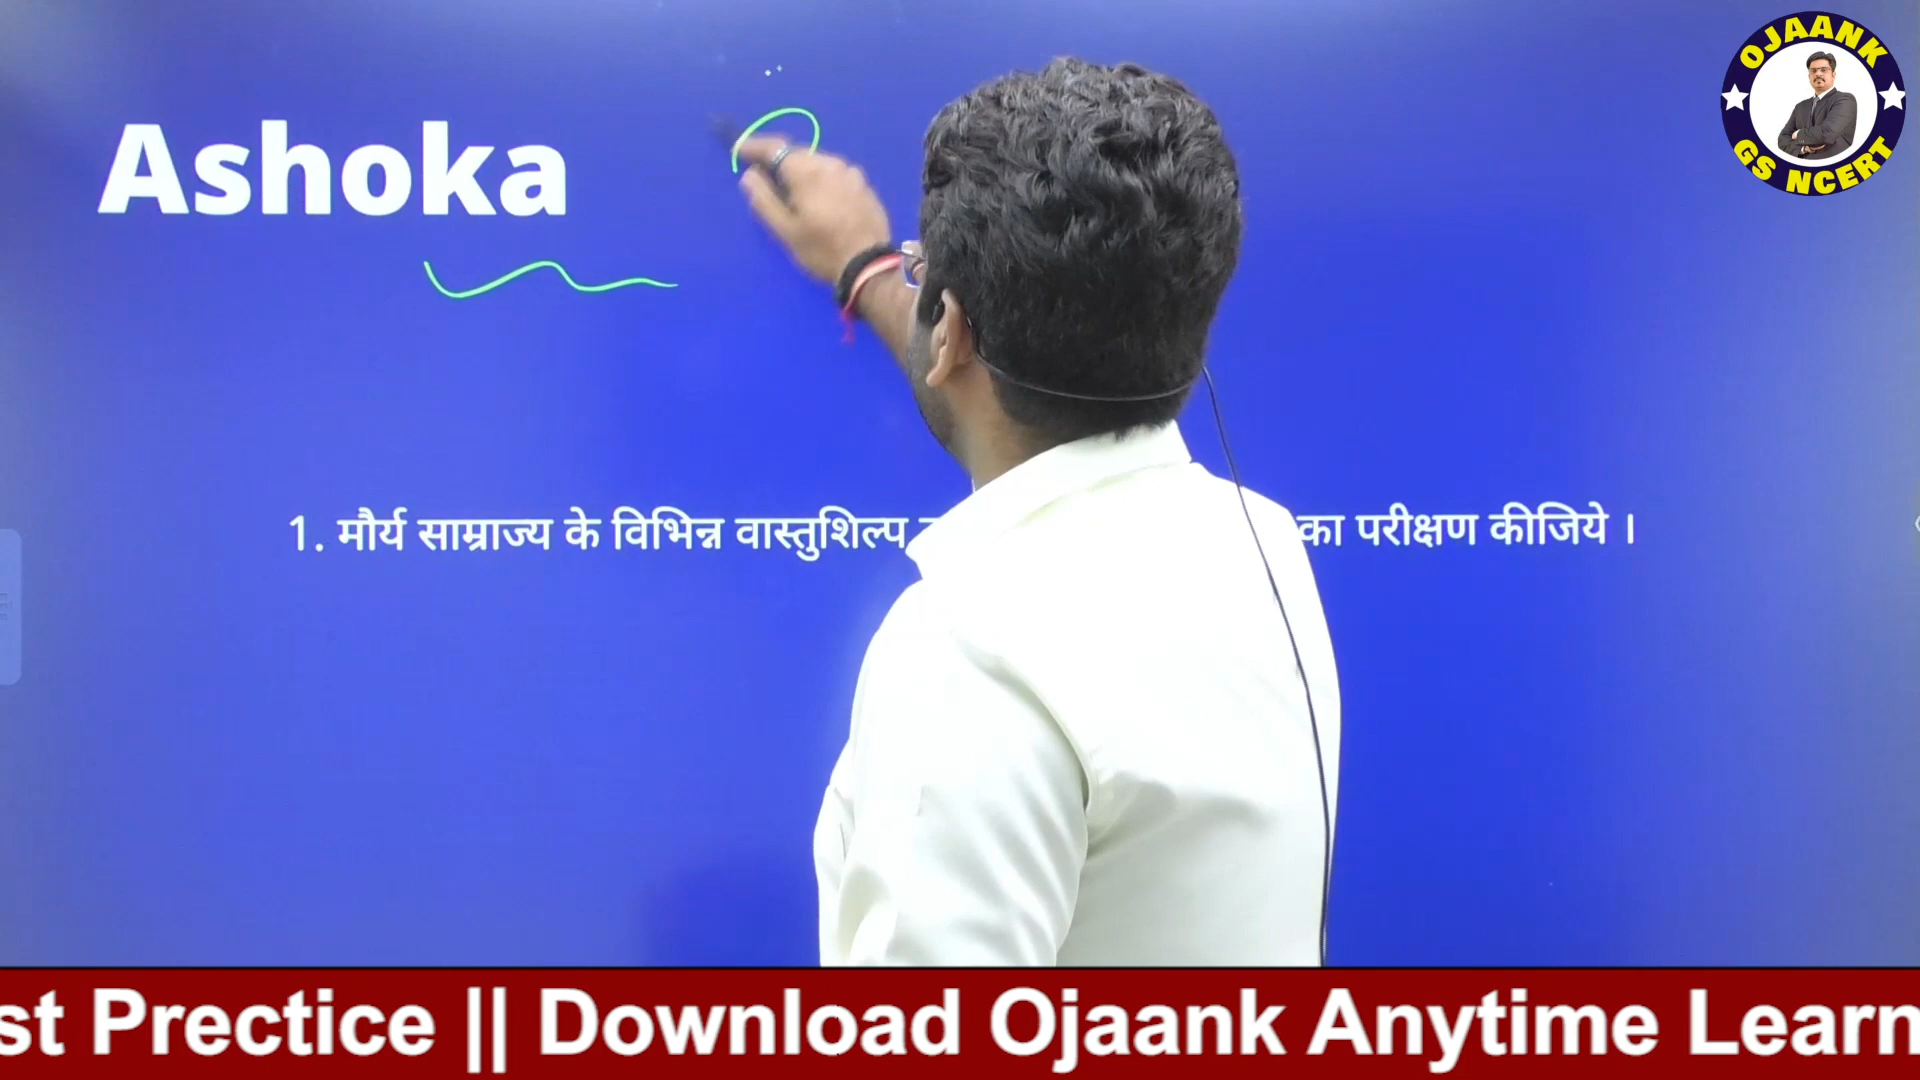 OJAANK
GS NCERT
Ashoka
1. मौर्य साम्राज्य के विभिन्न वास्तुशिल्प का परीक्षण कीजिये ।
st Prectice || Download Ojaank Anytime Learn